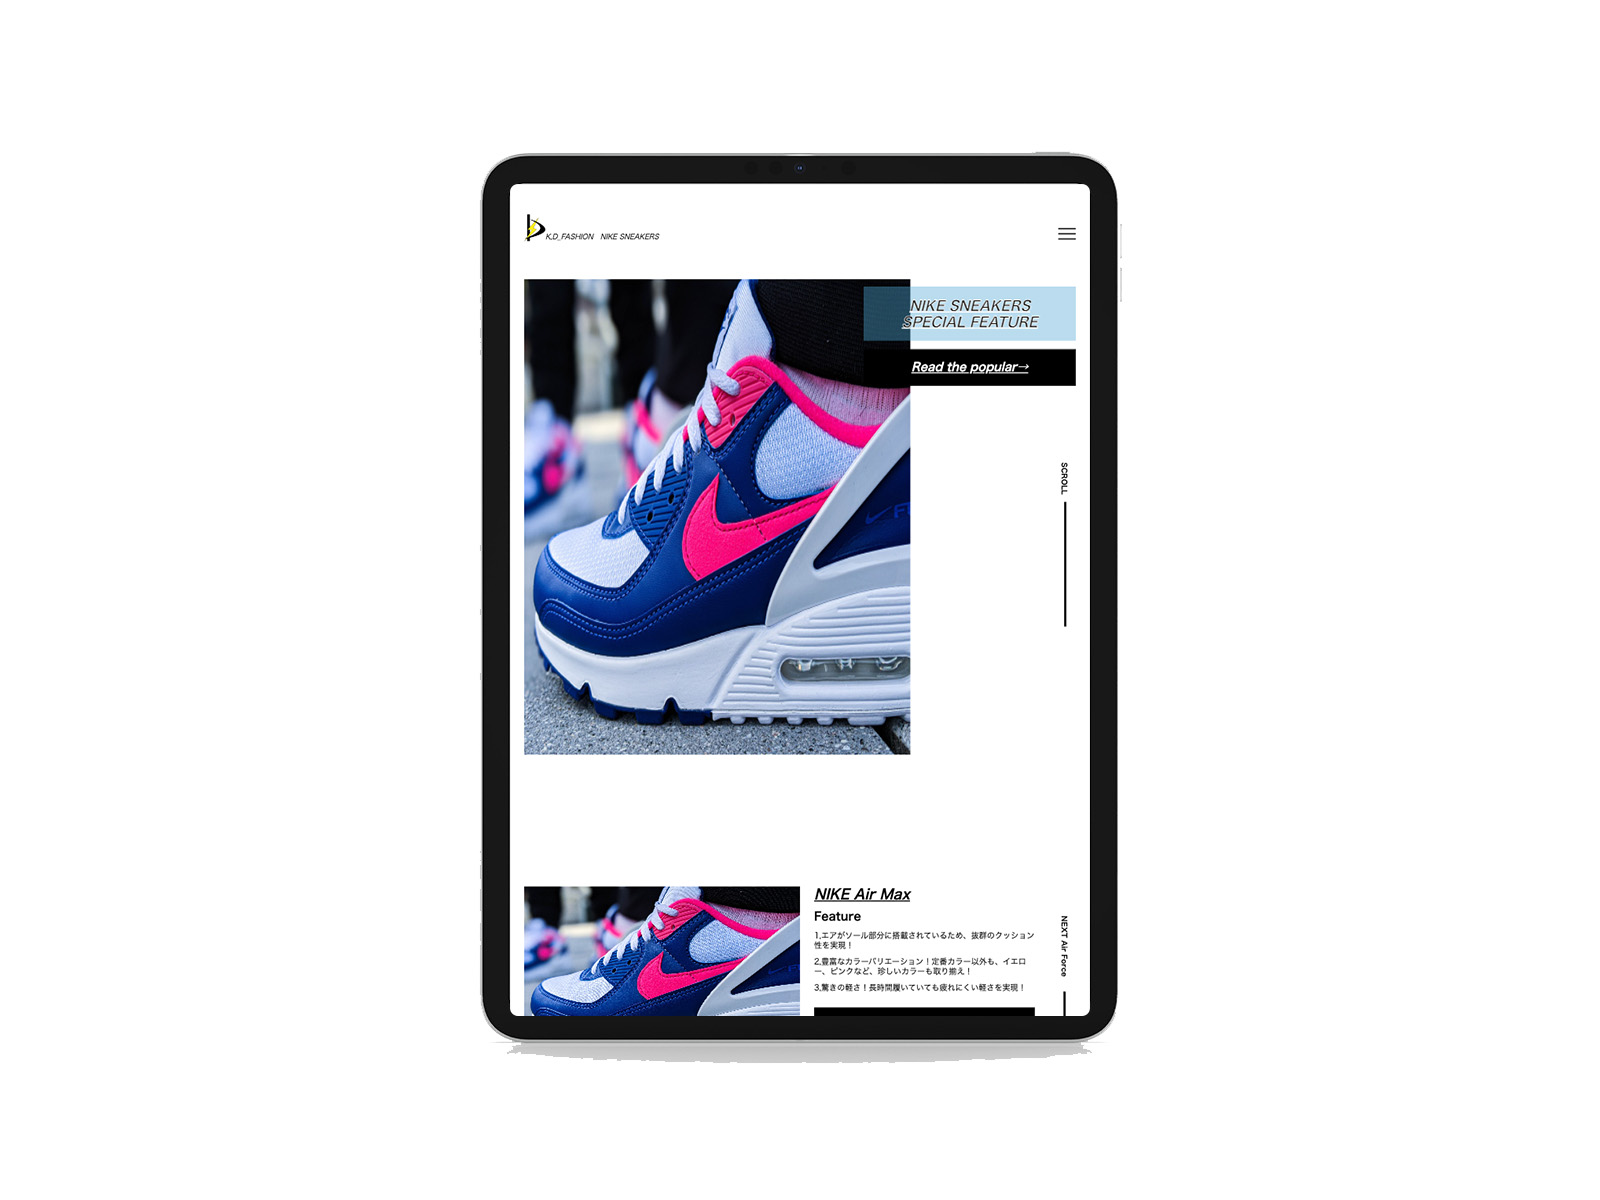 K,D_FASHION NIKE SNEAKERS
NIKE SNEAKERS
SPECIAL FEATURE
Read the popular→
SCROLL
NIKE Air Max
Feature
1,エアがソール部分に搭載されているため、抜群のクッション
性を実現！
2,豊富なカラーバリエーション！定番カラー以外も、イエロ
ー、ピンクなど、珍しいカラーも取り揃え！
3,驚きの軽さ！長時間履いていても疲れにくい軽さを実現！
NEXT Air Force